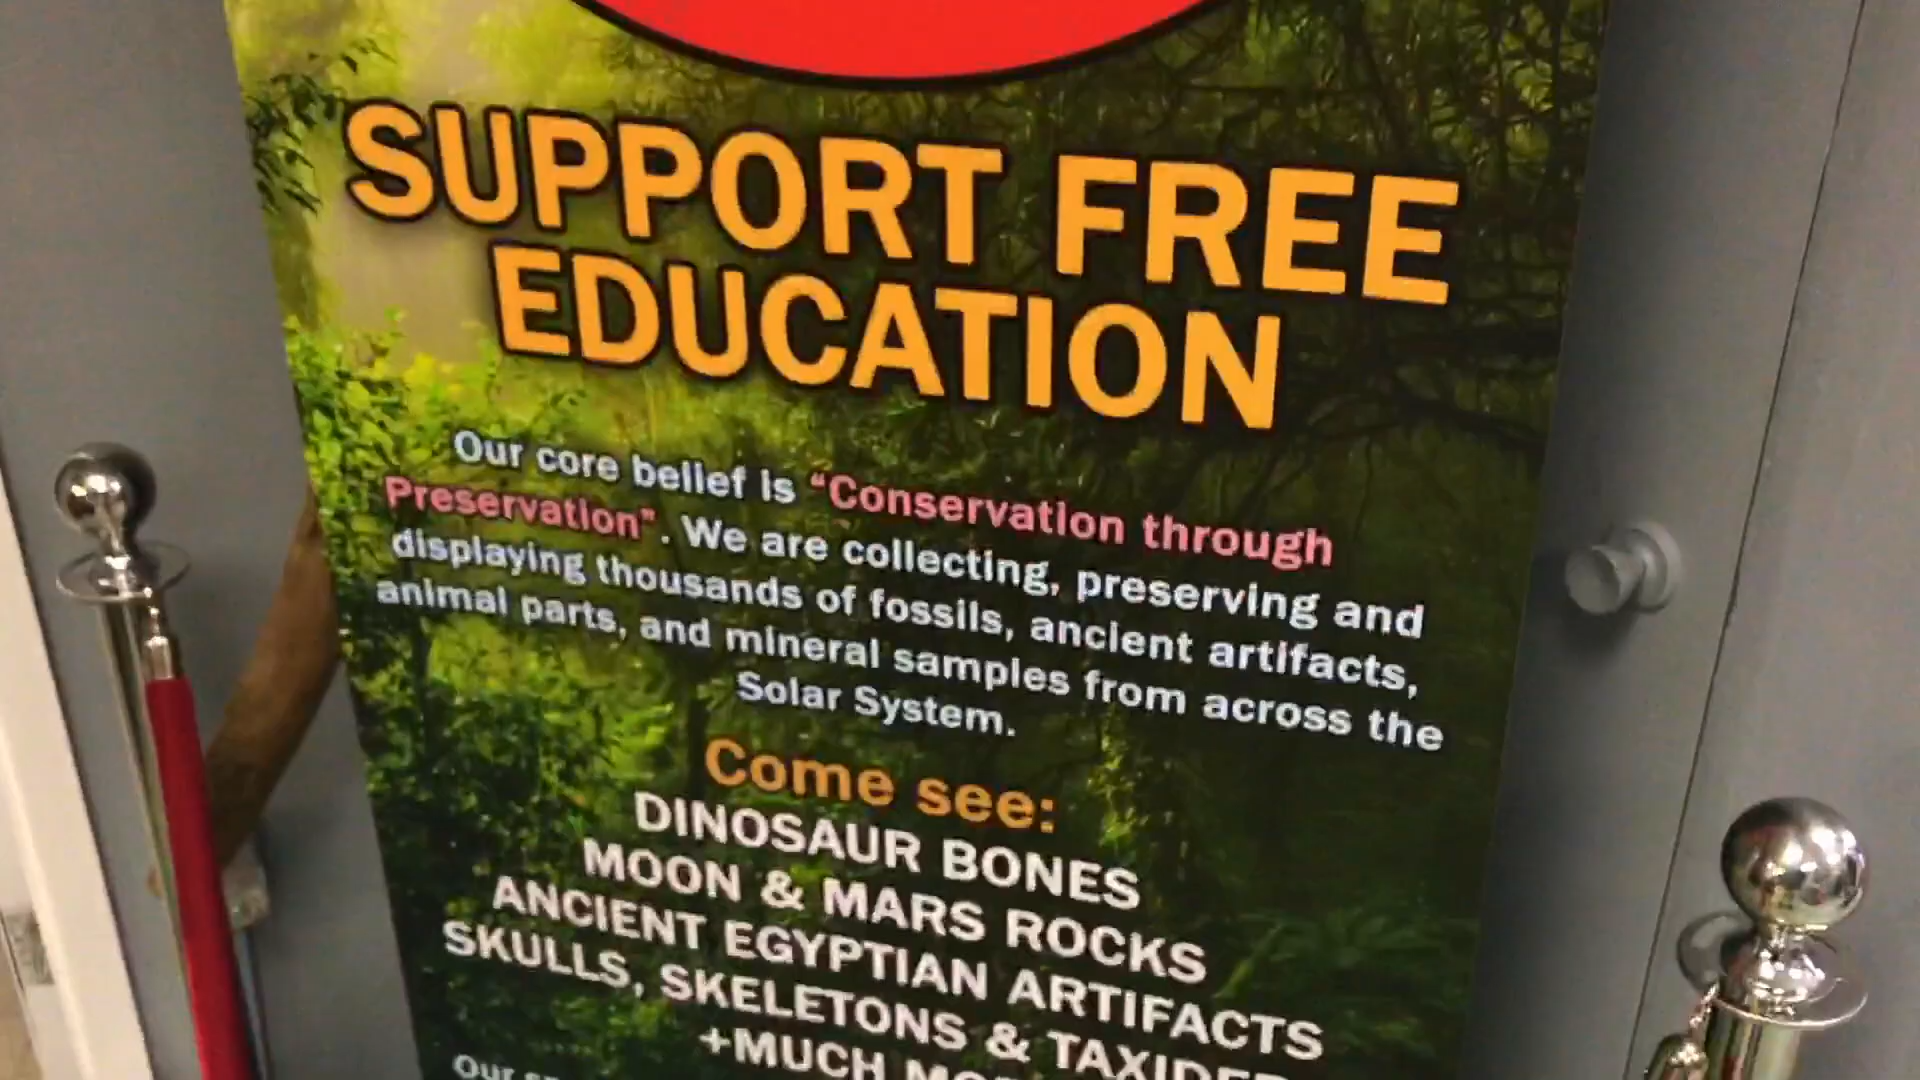 SUPPORT FREE
EDUCATION
Our core belief is “Conservation through
Preservation”. We are collecting, preserving and
displaying thousands of fossils, ancient artifacts,
animal parts, and mineral samples from across the
Solar System.
Come see:
DINOSAUR BONES
MOON & MARS ROCKS
ANCIENT EGYPTIAN ARTIFACTS
SKULLS, SKELETONS &
+MUCH
Our